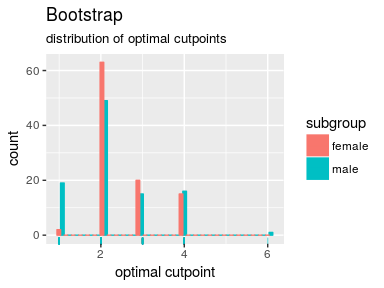 Bootstrap
distribution of optimal cutpoints
60
40
20
0
count
2
4
6
optimal cutpoint
subgroup
female
male